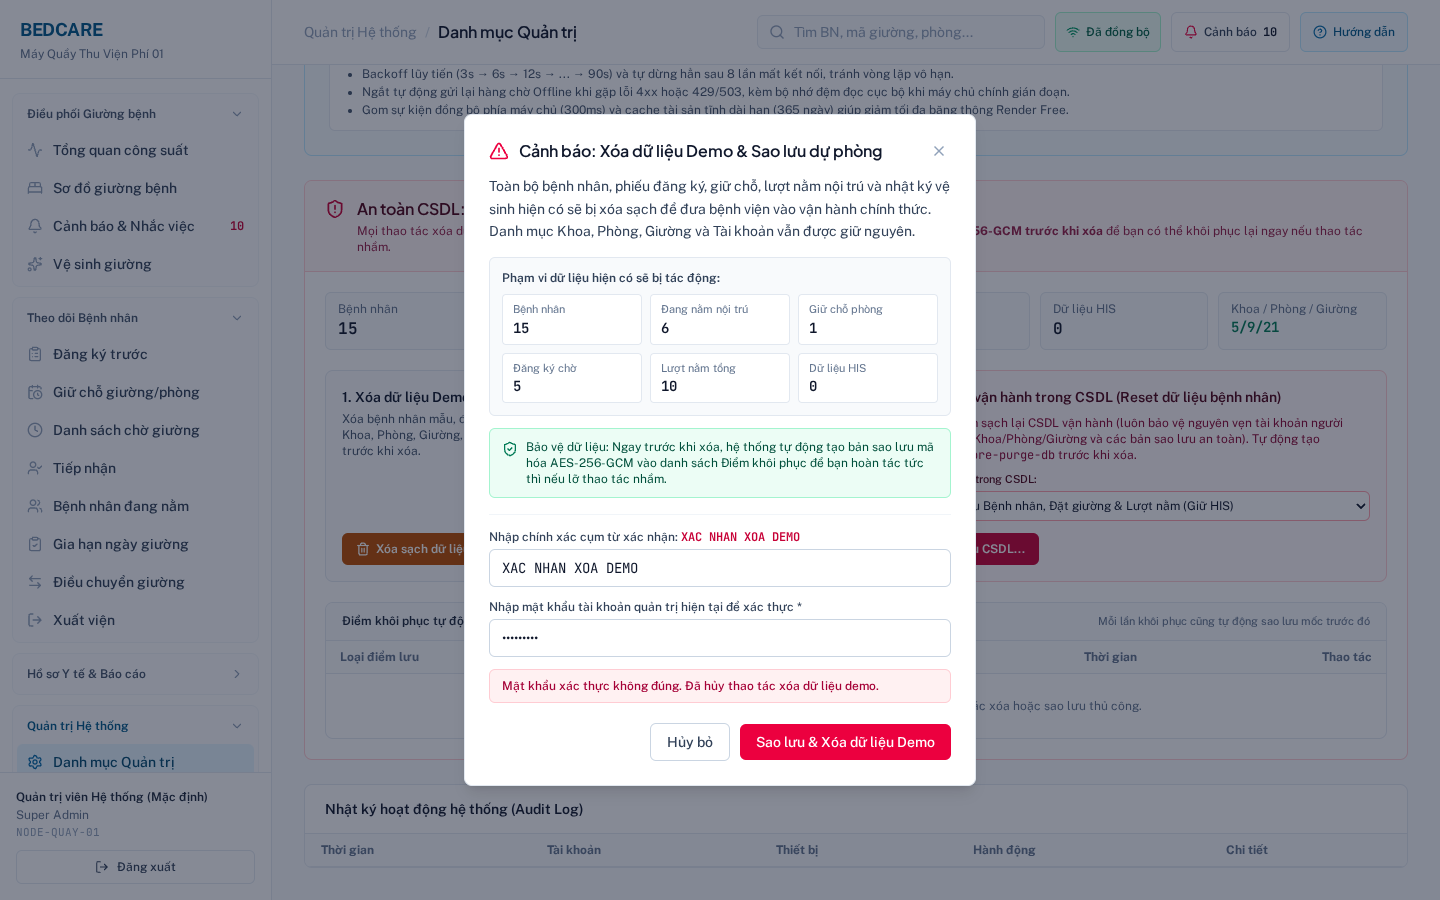 BEDCARE
Máy Quầy Thu Viện Phí 01
Điều phối Giường bệnh
Tổng quan công suất
Sơ đồ giường bệnh
Cảnh báo & Nhắc việc 10
Vệ sinh giường
Theo dõi Bệnh nhân
Đăng ký trước
Giữ chỗ giường/phòng
Danh sách chờ giường
Tiếp nhận
Bệnh nhân đang nằm
Gia hạn ngày giường
Điều chuyển giường
Xuất viện
Hồ sơ Y tế & Báo cáo
Quản trị Hệ thống
Danh mục Quản trị
Quản trị viên Hệ thống (Mặc định)
Super Admin
NODE-QUAY-01
Đăng xuất
Quản trị Hệ thống / Danh mục Quản trị
Tìm BN, mã giường, phòng...
Đã đồng bộ
Cảnh báo 10
Hướng dẫn
• Backoff lũy tiến (3s → 6s → 12s → ... → 90s) và tự dừng hẳn sau 8 lần mất kết nối, tránh vòng lặp vô hạn.
• Ngắt tự động gửi lại hàng chờ Offline khi gặp lỗi 4xx hoặc 429/503, kèm bộ nhớ đệm đọc cục bộ khi máy chủ chính gián đoạn.
• Gom sự kiện đồng bộ phía máy chủ (300ms) và cache tài sản tĩnh dài hạn (365 ngày) giúp giảm tối đa băng thông Render Free.
An toàn CSDL:
Mọi thao tác xóa
56-GCM trước khi xóa để bạn có thể khôi phục lại ngay nếu thao tác
nhầm.
Bệnh nhân
15
Dữ liệu HIS
0
Khoa / Phòng / Giường
5/9/21
1. Xóa dữ liệu Demo
Xóa bệnh nhân mẫu,
Khoa, Phòng, Giường,
trước khi xóa.
Xóa sạch dữ liệu
vận hành trong CSDL (Reset dữ liệu bệnh nhân)
sạch lại CSDL vận hành (luôn bảo vệ nguyên vẹn tài khoản người
Khoa/Phòng/Giường và các bản sao lưu an toàn). Tự động tạo
re-purge-db trước khi xóa.
trong CSDL:
Bệnh nhân, Đặt giường & Lượt nằm (Giữ HIS)
CSDL...
Điểm khôi phục tự
Mỗi lần khôi phục cũng tự động sao lưu mốc trước đó
Loại điểm lưu
Thời gian
Thao tác
xóa hoặc sao lưu thủ công.
Nhật ký hoạt động hệ thống (Audit Log)
Thời gian
Tài khoản
Thiết bị
Hành động
Chi tiết
Cảnh báo: Xóa dữ liệu Demo & Sao lưu dự phòng
Toàn bộ bệnh nhân, phiếu đăng ký, giữ chỗ, lượt nằm nội trú và nhật ký vệ
sinh hiện có sẽ bị xóa sạch để đưa bệnh viện vào vận hành chính thức.
Danh mục Khoa, Phòng, Giường và Tài khoản vẫn được giữ nguyên.
Phạm vi dữ liệu hiện có sẽ bị tác động:
Bệnh nhân
15
Đang nằm nội trú
6
Giữ chỗ phòng
1
Đăng ký chờ
5
Lượt nằm tổng
10
Dữ liệu HIS
0
Bảo vệ dữ liệu: Ngay trước khi xóa, hệ thống tự động tạo bản sao lưu mã
hóa AES-256-GCM vào danh sách Điểm khôi phục để bạn hoàn tác tức
thì nếu lỡ thao tác nhầm.
Nhập chính xác cụm từ xác nhận: XAC NHAN XOA DEMO
XAC NHAN XOA DEMO
Nhập mật khẩu tài khoản quản trị hiện tại để xác thực *
•••••••••
Mật khẩu xác thực không đúng. Đã hủy thao tác xóa dữ liệu demo.
Hủy bỏ
Sao lưu & Xóa dữ liệu Demo